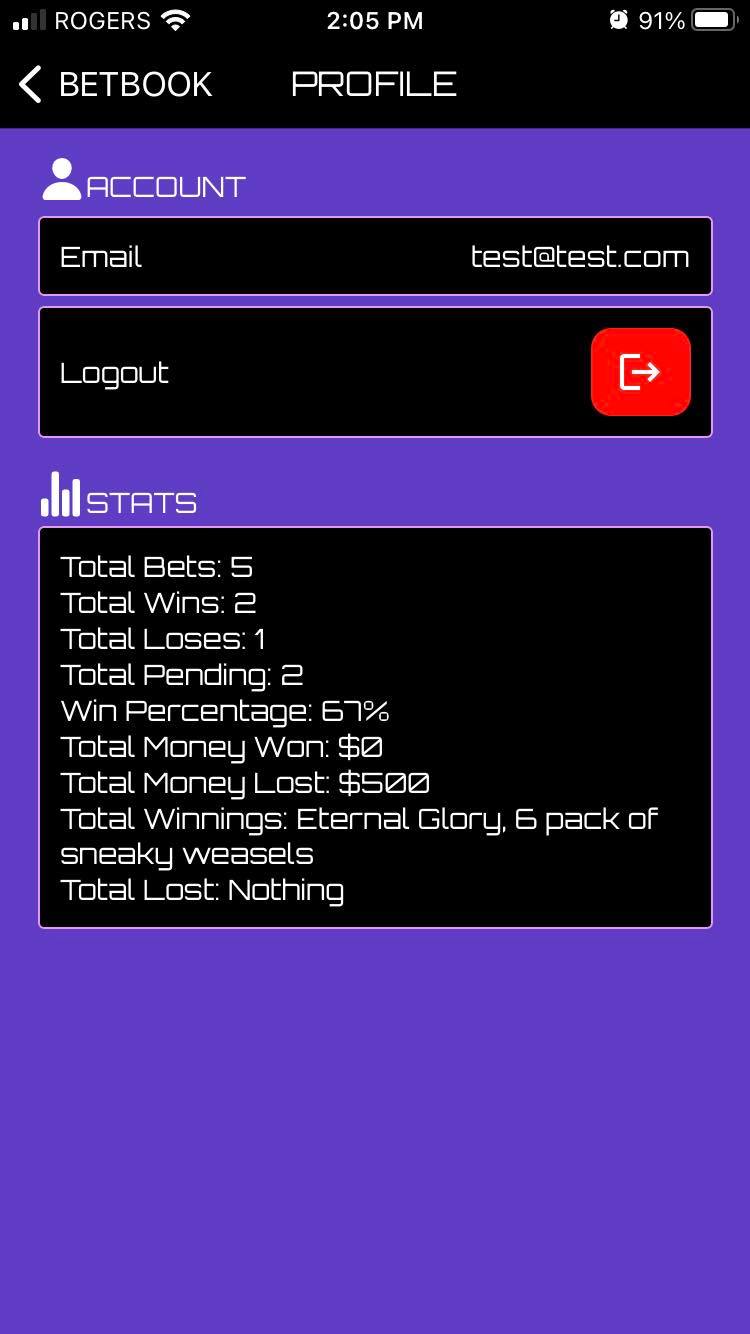 ROGERS 2:05 PM 91%
BETBOOK PROFILE
ACCOUNT
Email test@test.com
Logout
STATS
Total Bets: 5
Total Wins: 2
Total Loses: 1
Total Pending: 2
Win Percentage: 67%
Total Money Won: $0
Total Money Lost: $500
Total Winnings: Eternal Glory, 6 pack of
sneaky weasels
Total Lost: Nothing